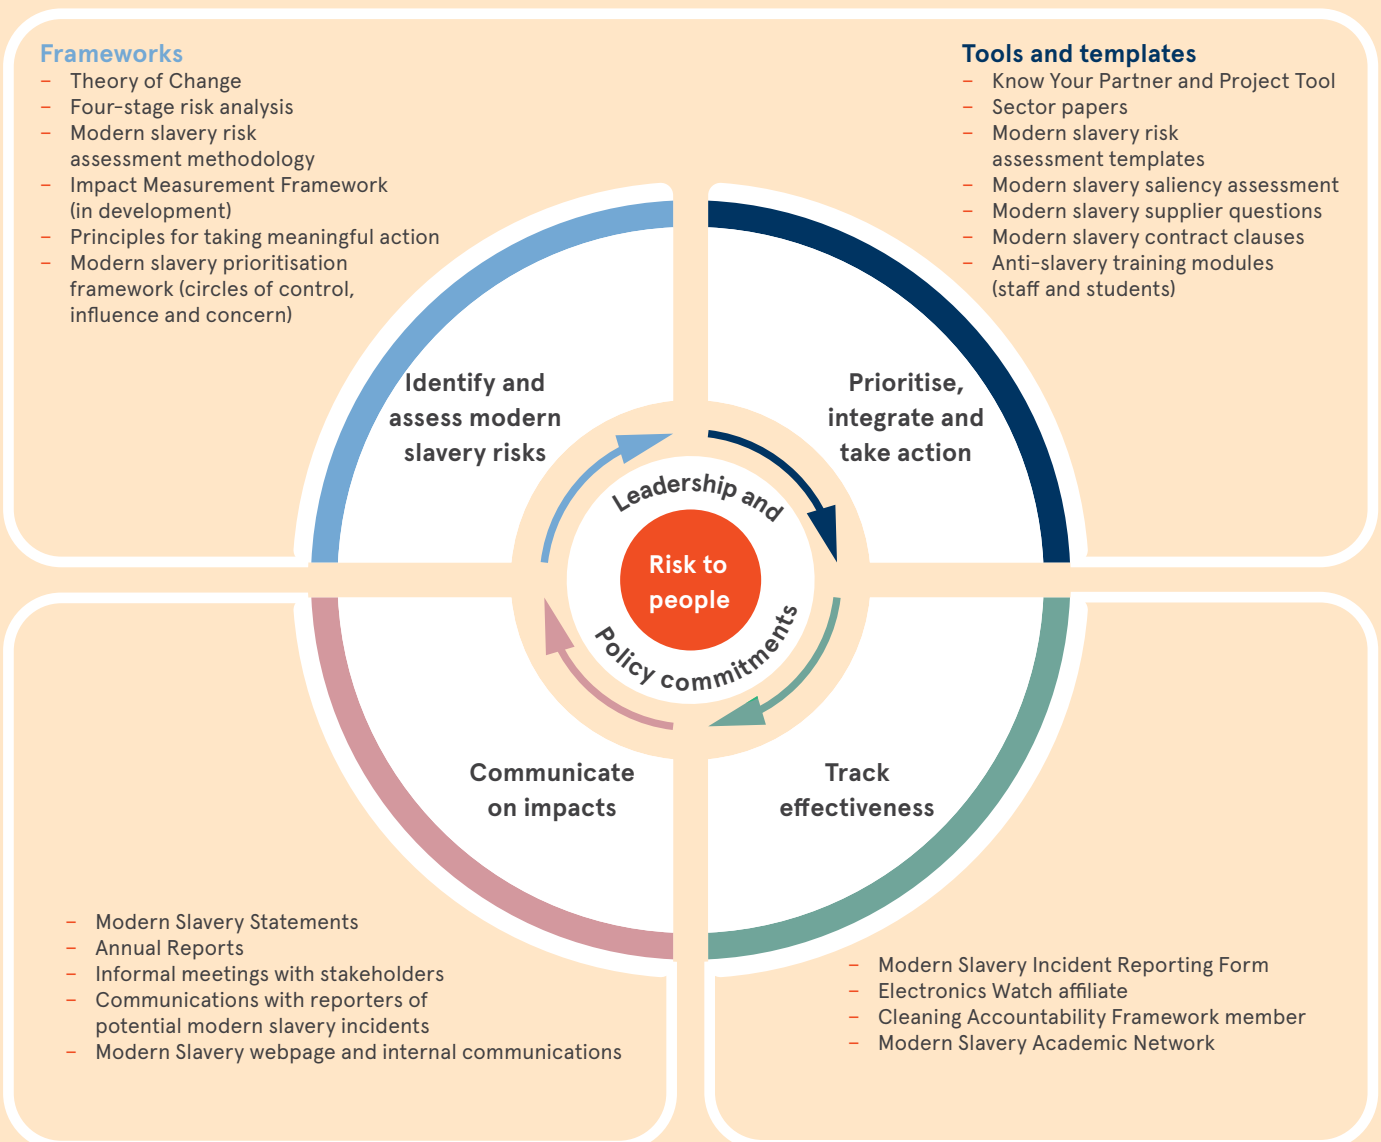 Frameworks
– Theory of Change
– Four-stage risk analysis
– Modern slavery risk
assessment methodology
– Impact Measurement Framework
(in development)
– Principles for taking meaningful action
– Modern slavery prioritisation
framework (circles of control,
influence and concern)
Tools and templates
– Know Your Partner and Project Tool
– Sector papers
– Modern slavery risk
assessment templates
– Modern slavery saliency assessment
– Modern slavery supplier questions
– Modern slavery contract clauses
– Anti-slavery training modules
(staff and students)
Identify and
assess modern
slavery risks
Prioritise,
integrate and
take action
Leadership and
Risk to
people
Policy commitments
Communicate
on impacts
Track
effectiveness
– Modern Slavery Statements
– Annual Reports
– Informal meetings with stakeholders
– Communications with reporters of
potential modern slavery incidents
– Modern Slavery webpage and internal communications
– Modern Slavery Incident Reporting Form
– Electronics Watch affiliate
– Cleaning Accountability Framework member
– Modern Slavery Academic Network